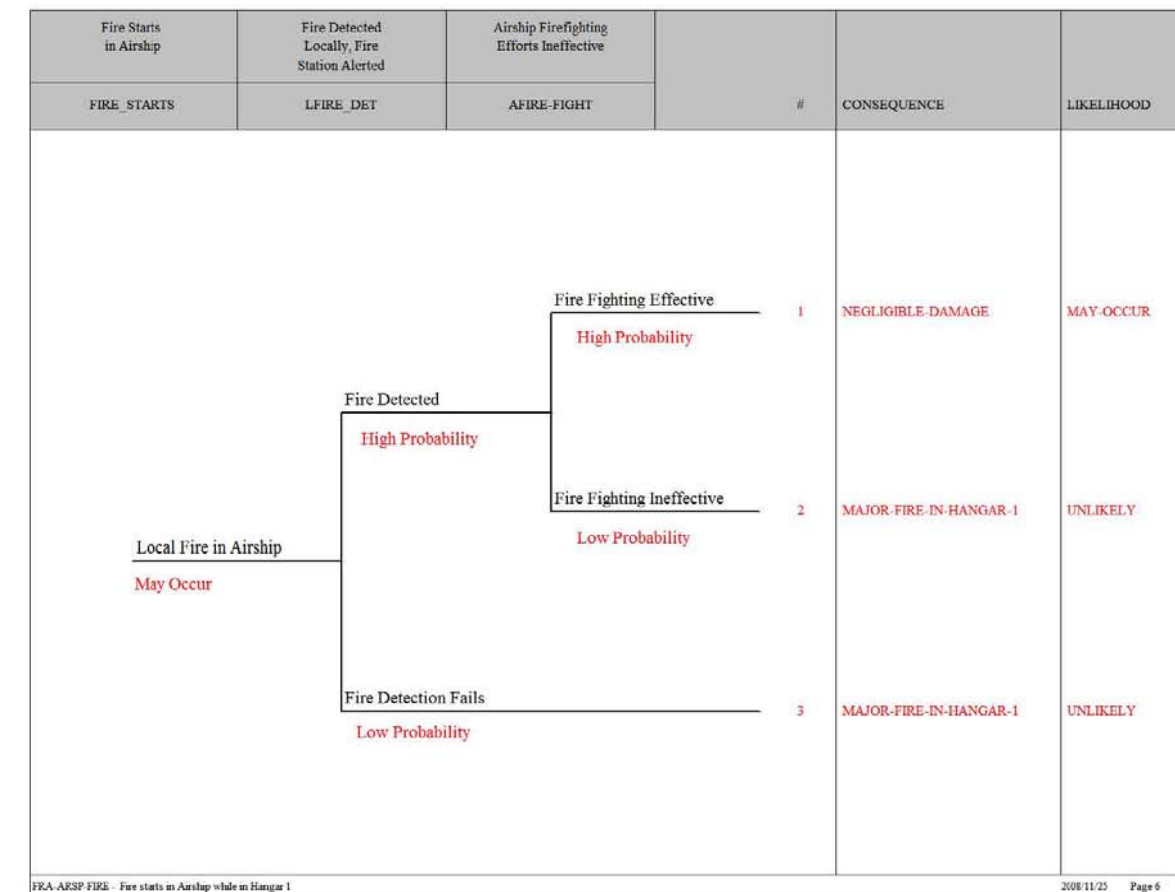 Fire Starts
in Airship
Fire Detected
Locally, Fire
Station Alerted
Airship Firefighting
Efforts Ineffective
FIRE_STARTS
LFIRE_DET
AFIRE-FIGHT
#
CONSEQUENCE
LIKELIHOOD
Fire Fighting Effective
High Probability
1
NEGLIGIBLE-DAMAGE
MAY-OCCUR
Fire Detected
High Probability
Fire Fighting Ineffective
Low Probability
2
MAJOR-FIRE-IN-HANGAR-1
UNLIKELY
Local Fire in Airship
May Occur
Fire Detection Fails
Low Probability
3
MAJOR-FIRE-IN-HANGAR-1
UNLIKELY
FRA-ARSP-FIRE - Fire starts in Airship while in Hangar 1
2008/11/25 Page 6